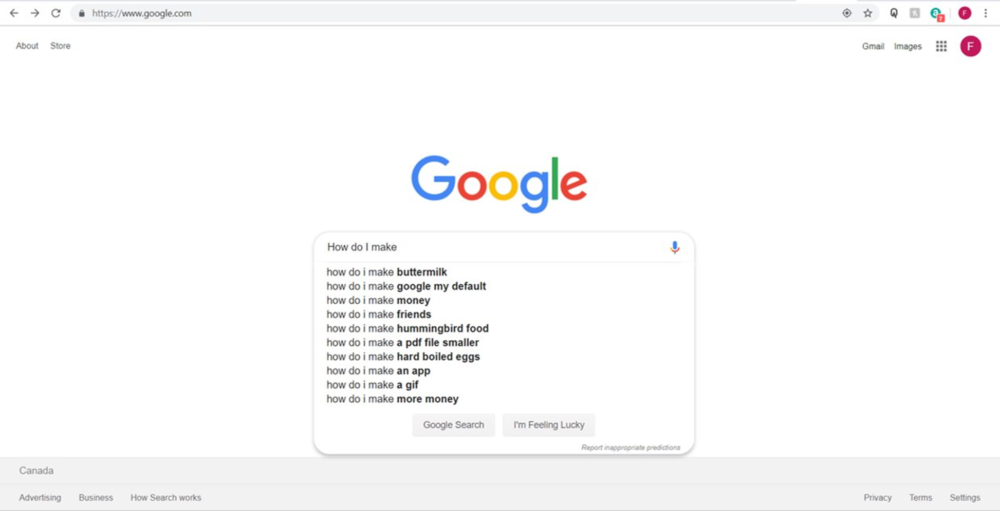 https://www.google.com
Q
a
7
F
About Store
Gmail Images
F
Google
How do I make
how do i make buttermilk
how do i make google my default
how do i make money
how do i make friends
how do i make hummingbird food
how do i make a pdf file smaller
how do i make hard boiled eggs
how do i make an app
how do i make a gif
how do i make more money
Google Search I'm Feeling Lucky
Report inappropriate predictions
Canada
Advertising Business How Search works
Privacy Terms Settings